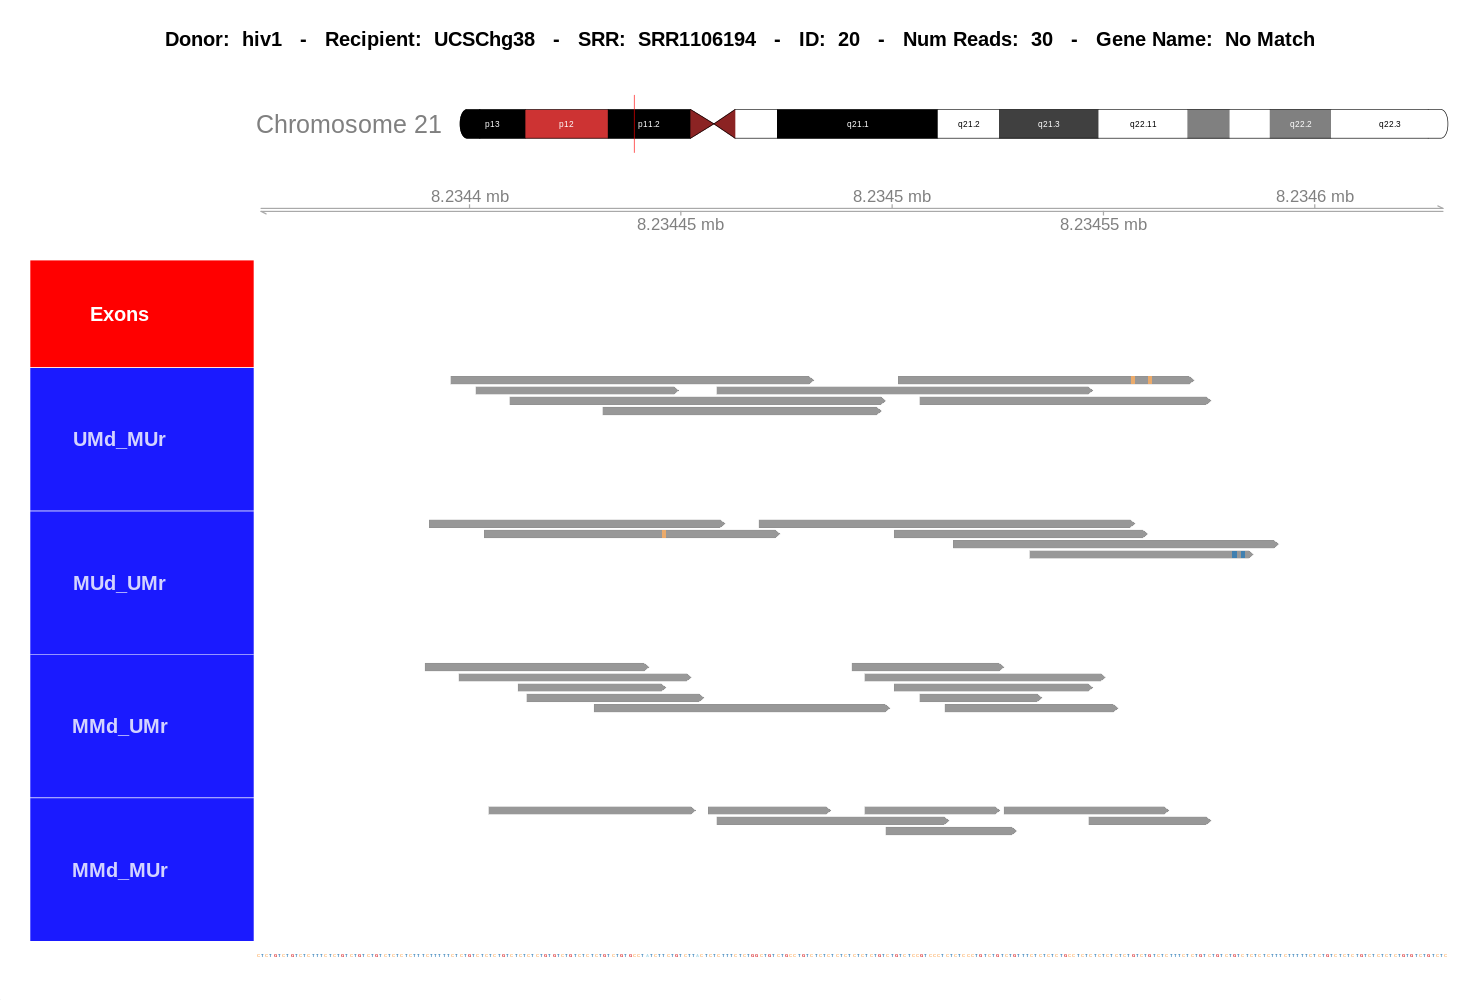 Donor: hiv1 - Recipient: UCSChg38 - SRR: SRR1106194 - ID: 20 - Num Reads: 30 - Gene Name: No Match
Chromosome 21 p13 p12 p11.2 q21.1 q21.2 q21.3 q22.11 q22.2 q22.3
8.2344 mb 8.2345 mb 8.2346 mb
8.23445 mb 8.23455 mb
Exons
UMd_MUr
MUd_UMr
MMd_UMr
MMd_MUr